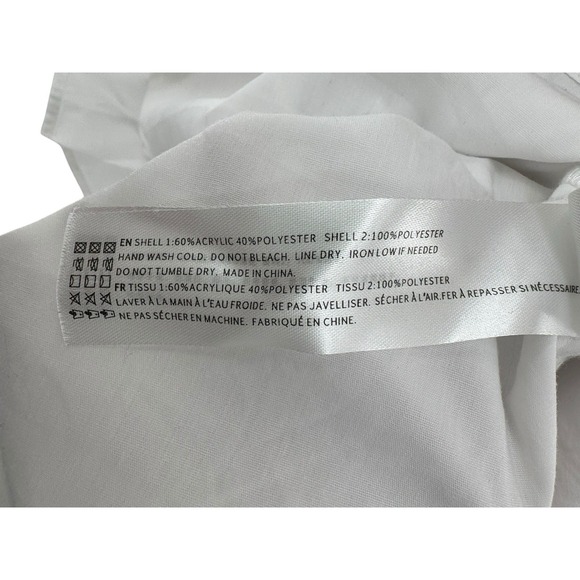 EN SHELL 1:60%ACRYLIC 40%POLYESTER SHELL 2:100%POLYESTER
HAND WASH COLD. DO NOT BLEACH. LINE DRY. IRON LOW IF NEEDED
DO NOT TUMBLE DRY. MADE IN CHINA.
FR TISSU 1:60%ACRYLIQUE 40%POLYESTER TISSU 2:100%POLYESTER
LAVER À LA MAIN À L'EAU FROIDE. NE PAS JAVELLISER. SÉCHER À L'AIR.FER À REPASSER SI NÉCESSAIRE.
NE PAS SÉCHER EN MACHINE. FABRIQUÉ EN CHINE.